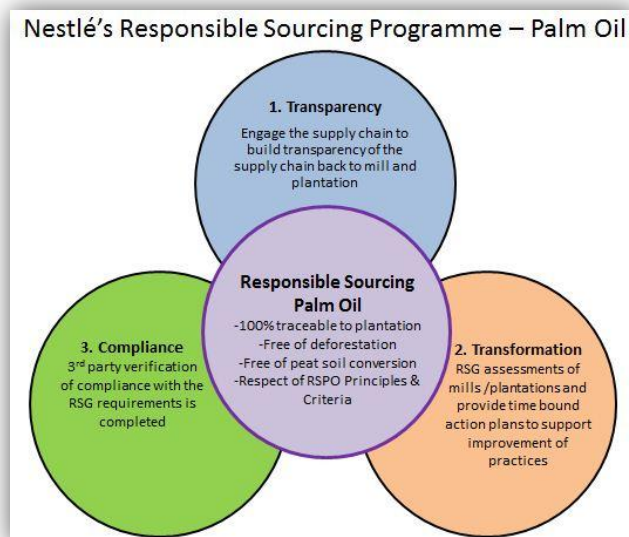 Nestlé's Responsible Sourcing Programme – Palm Oil
1. Transparency
Engage the supply chain to
build transparency of the
supply chain back to mill and
plantation
Responsible Sourcing
Palm Oil
-100% traceable to plantation
-Free of deforestation
-Free of peat soil conversion
-Respect of RSPO Principles &
Criteria
2. Transformation
RSG assessments of
mills /plantations and
provide time bound
action plans to support
improvement of
practices
3. Compliance
3rd party verification
of compliance with the
RSG requirements is
completed